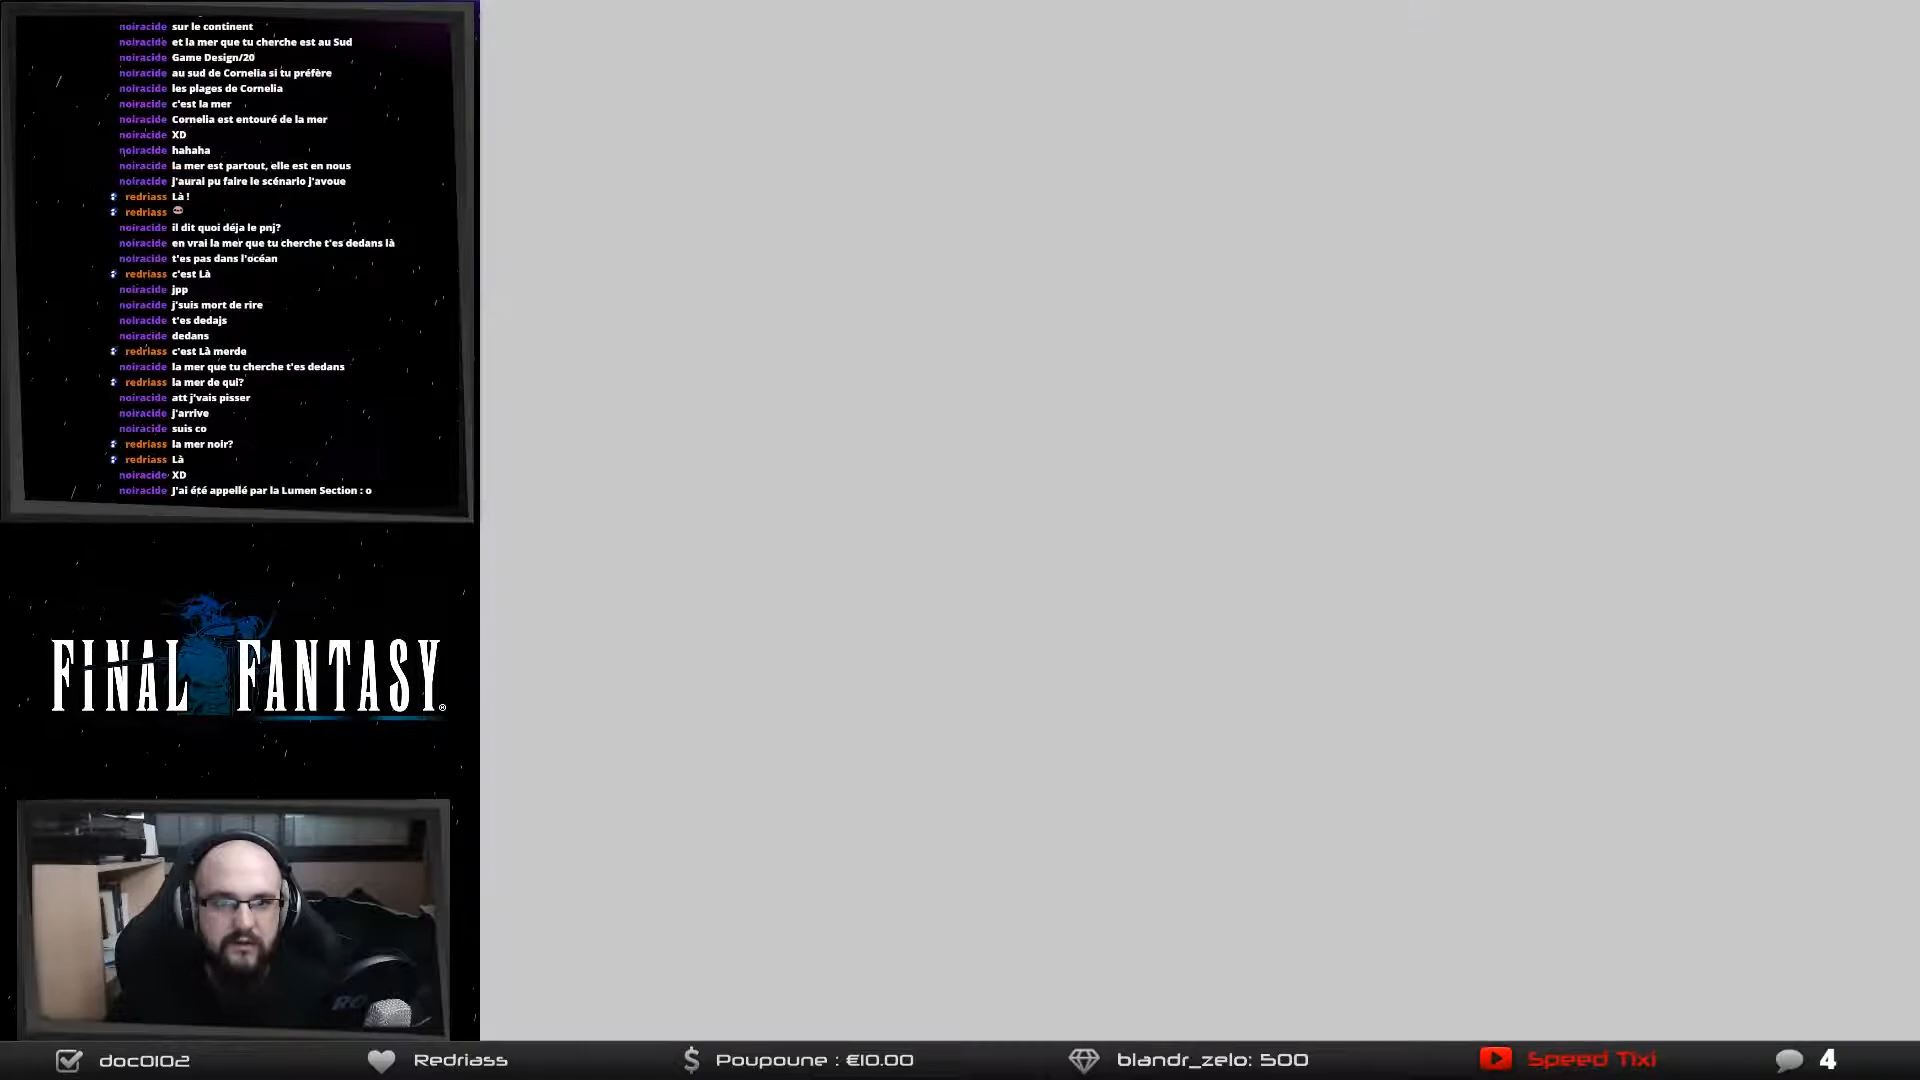 noiracide sur le continent
noiracide et la mer que tu cherche est au Sud
noiracide Game Design/20
noiracide au sud de Cornelia si tu préfère
noiracide les plages de Cornelia
noiracide c'est la mer
noiracide Cornelia est entouré de la mer
noiracide XD
noiracide hahaha
noiracide la mer est partout, elle est en nous
noiracide j'aurai pu faire le scénario j'avoue
redriass Là !
redriass
noiracide il dit quoi déja le pnj?
noiracide en vrai la mer que tu cherche t'es dedans là
noiracide t'es pas dans l'océan
redriass c'est Là
noiracide jpp
noiracide j'suis mort de rire
noiracide t'es dedajs
noiracide dedans
redriass c'est Là merde
noiracide la mer que tu cherche t'es dedans
redriass la mer de qui?
noiracide att j'vais pisser
noiracide j'arrive
noiracide suis co
redriass la mer noir?
redriass Là
noiracide XD
noiracide J'ai été appellé par la Lumen Section : o
FINAL FANTASY®
doc0102 Redriass $ Poupoune : €10.00 blandr_zelo: 500 Speed Tixi 4